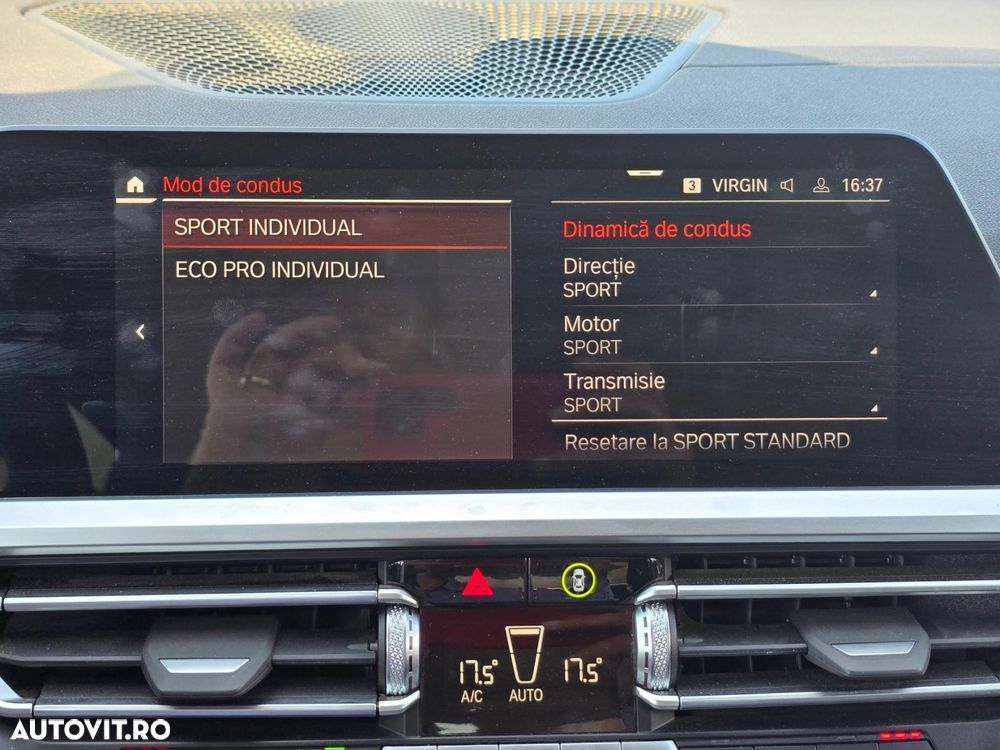 Mod de condus
3 VIRGIN 16:37
SPORT INDIVIDUAL
ECO PRO INDIVIDUAL
Dinamică de condus
Direcție
SPORT
Motor
SPORT
Transmisie
SPORT
Resetare la SPORT STANDARD
17.5° 17.5°
A/C AUTO
AUTOVIT.RO